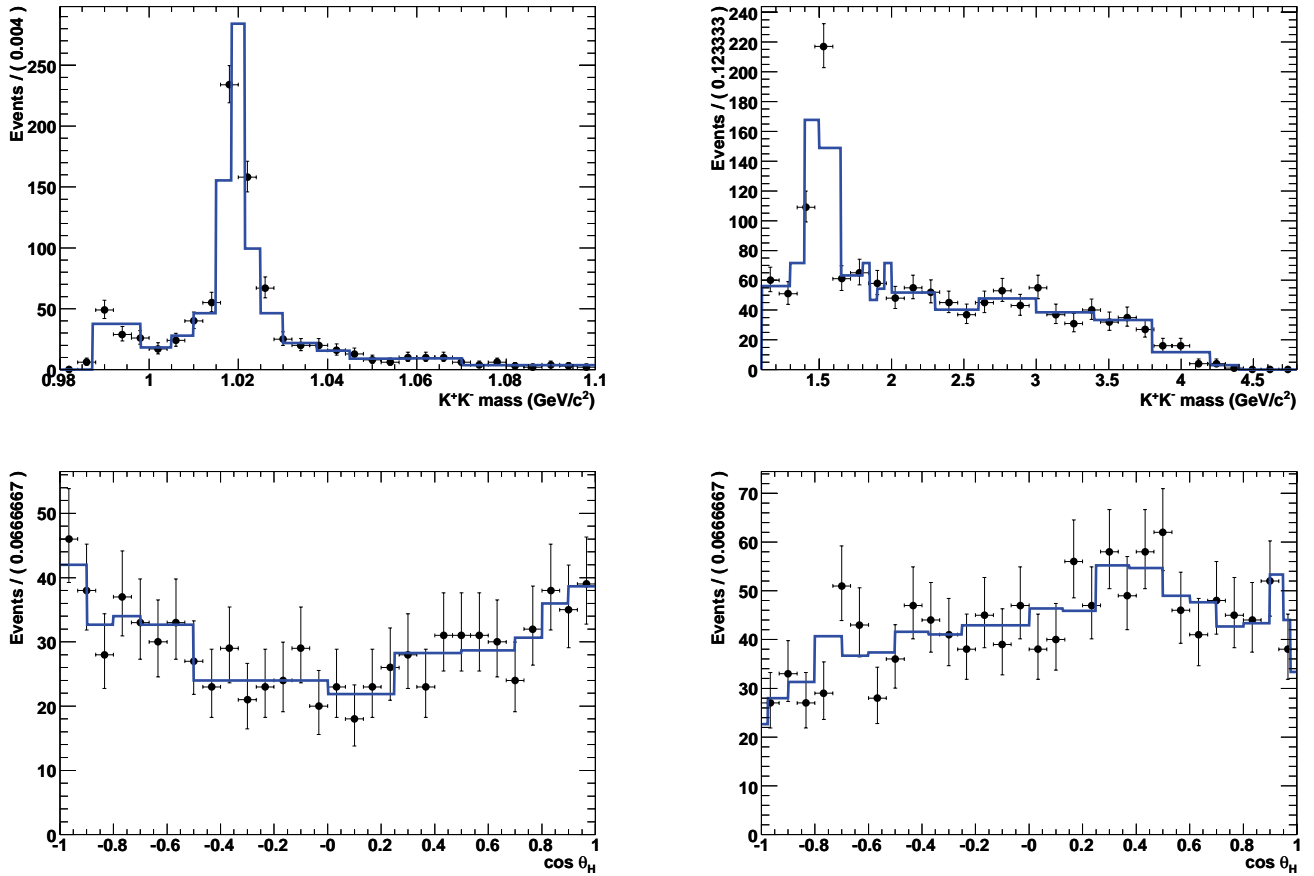 Events / ( 0.004 )
250
200
150
100
50
0
0.98 1 1.02 1.04 1.06 1.08 1.1
K⁺K⁻ mass (GeV/c²)
Events / ( 0.123333 )
240
220
200
180
160
140
120
100
80
60
40
20
0
1.5 2 2.5 3 3.5 4 4.5
K⁺K⁻ mass (GeV/c²)
Events / ( 0.0666667 )
50
40
30
20
10
0
-1 -0.8 -0.6 -0.4 -0.2 -0 0.2 0.4 0.6 0.8 1
cos θ_H
Events / ( 0.0666667 )
70
60
50
40
30
20
10
0
-1 -0.8 -0.6 -0.4 -0.2 -0 0.2 0.4 0.6 0.8 1
cos θ_H